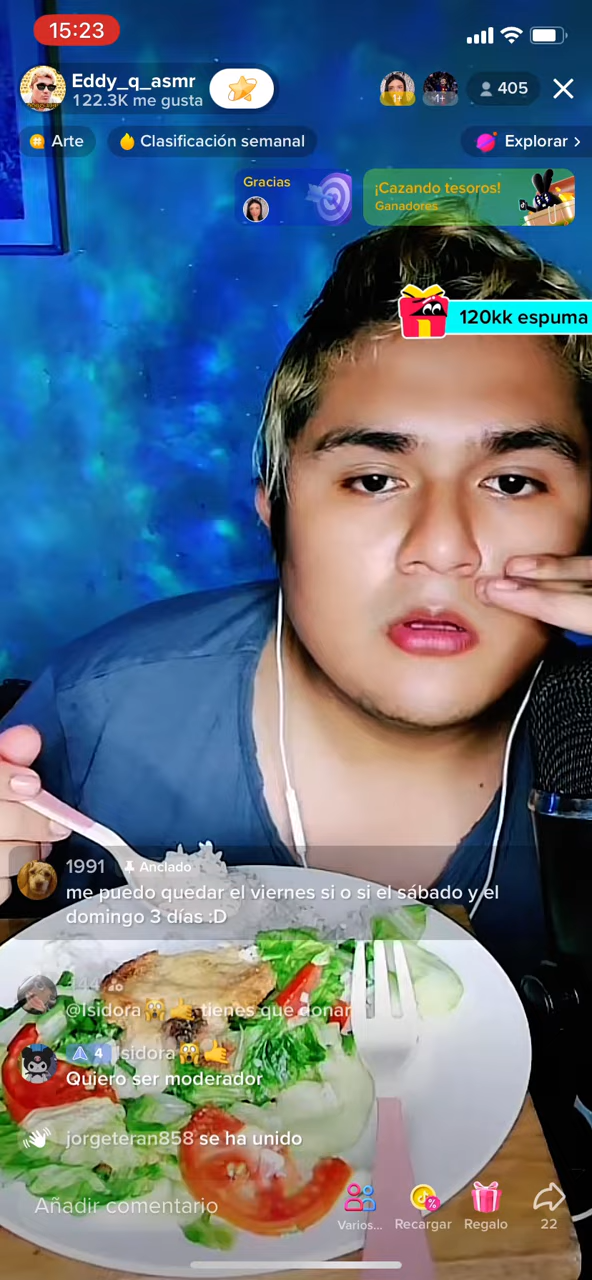 15:23
Eddy_q_asmr
122.3K me gusta
405
Arte
Clasificación semanal
Explorar >
Gracias
¡Cazando tesoros!
Ganadores
120kk espuma
1991 Anclado
me puedo quedar el viernes si o si el sábado y el
domingo 3 días :D
@Isidora😱🤙 tienes que donar
4 Isidora😱🤙
Quiero ser moderador
jorgeteran858 se ha unido
Añadir comentario
Varios...
Recargar
Regalo
22